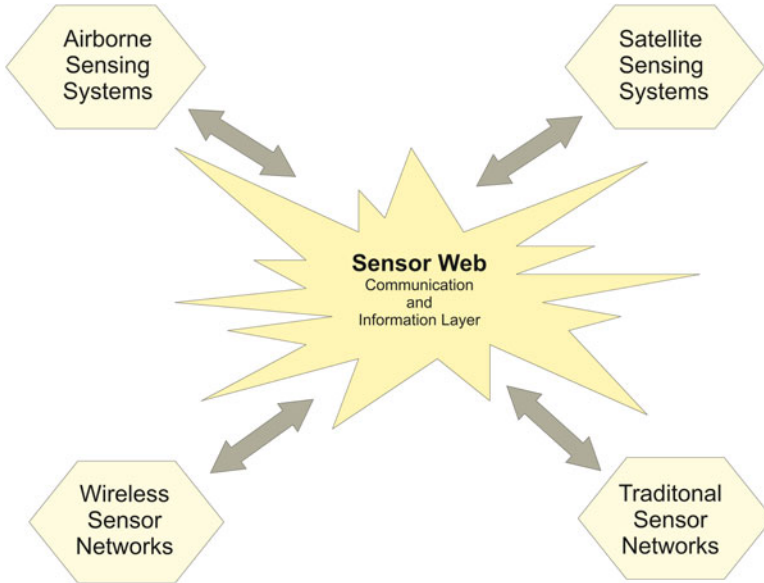 Airborne
Sensing
Systems
Satellite
Sensing
Systems
Sensor Web
Communication
and
Information Layer
Wireless
Sensor
Networks
Traditonal
Sensor
Networks